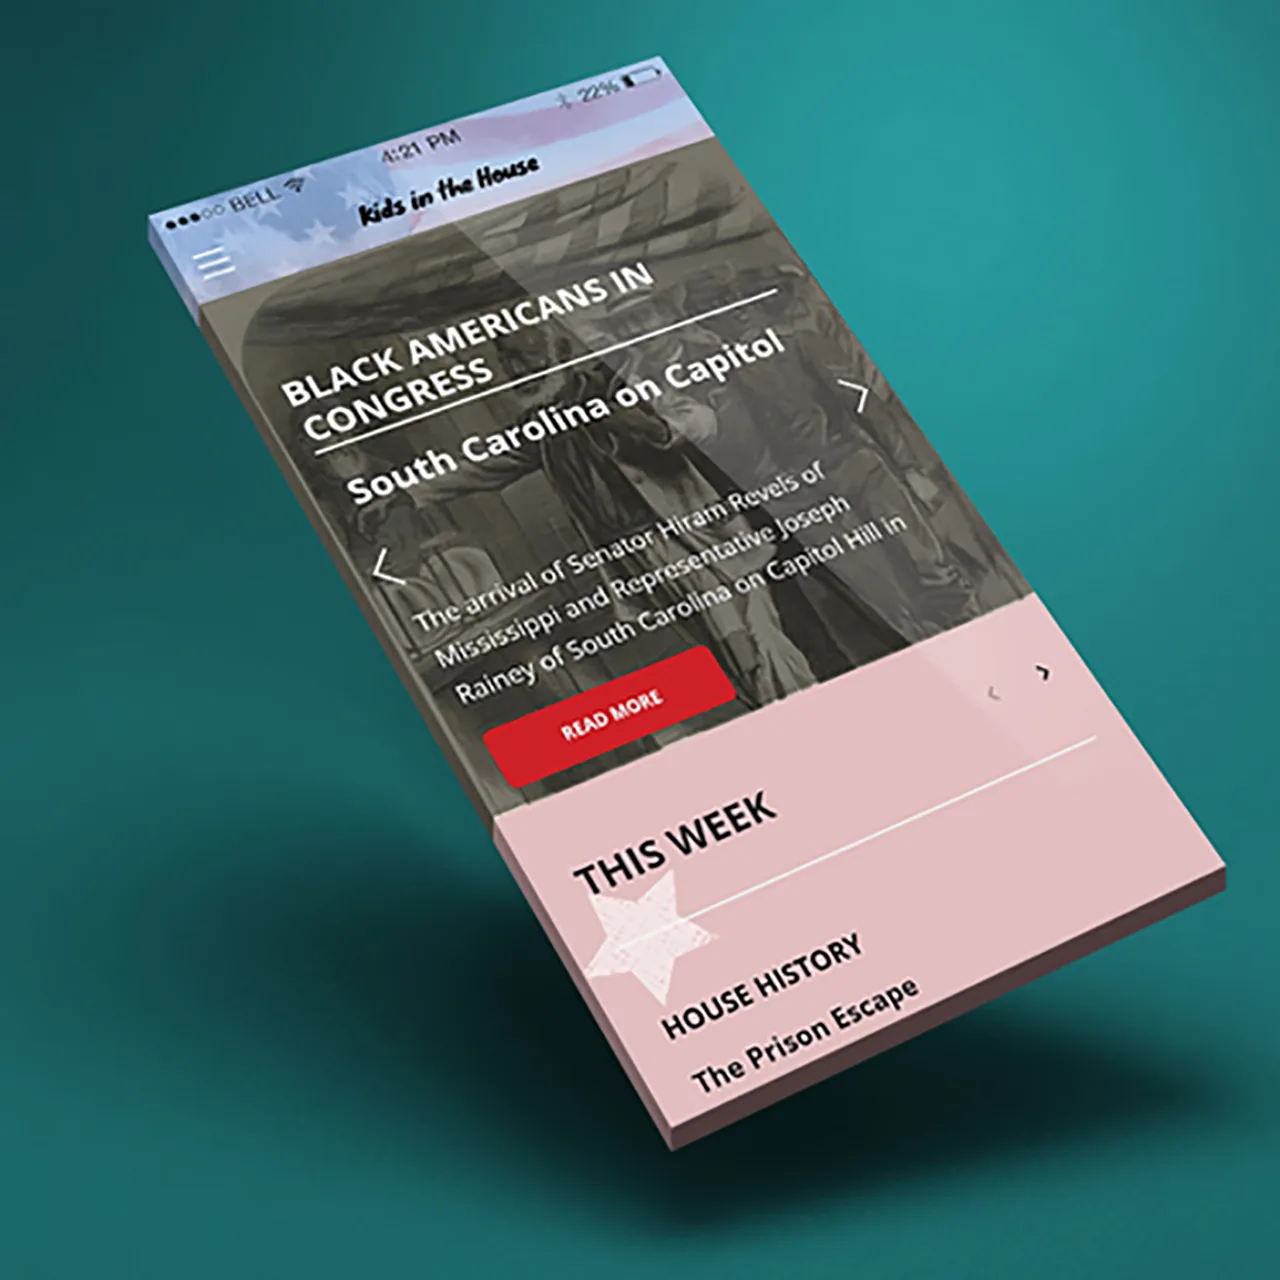 BELL 4:21 PM 22%
Kids in the House
BLACK AMERICANS IN
CONGRESS
South Carolina on Capitol
The arrival of Senator Hiram Revels of
Mississippi and Representative Joseph
Rainey of South Carolina on Capitol Hill in
READ MORE
THIS WEEK
HOUSE HISTORY
The Prison Escape